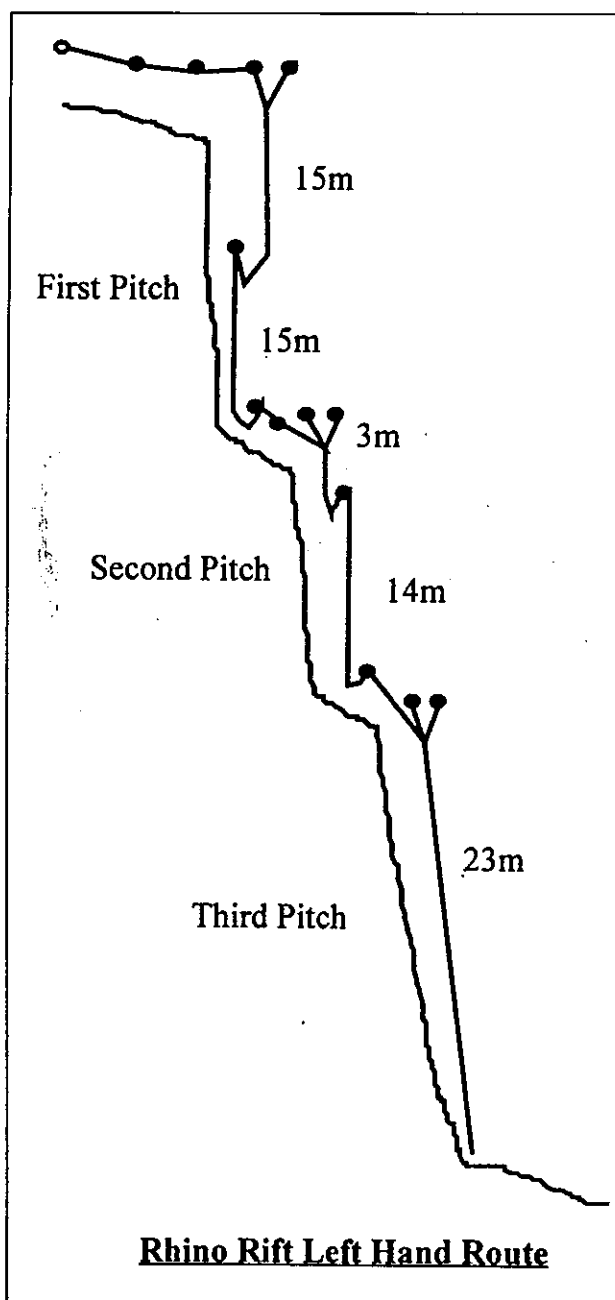 15m
First Pitch
15m
3m
Second Pitch
14m
23m
Third Pitch
Rhino Rift Left Hand Route